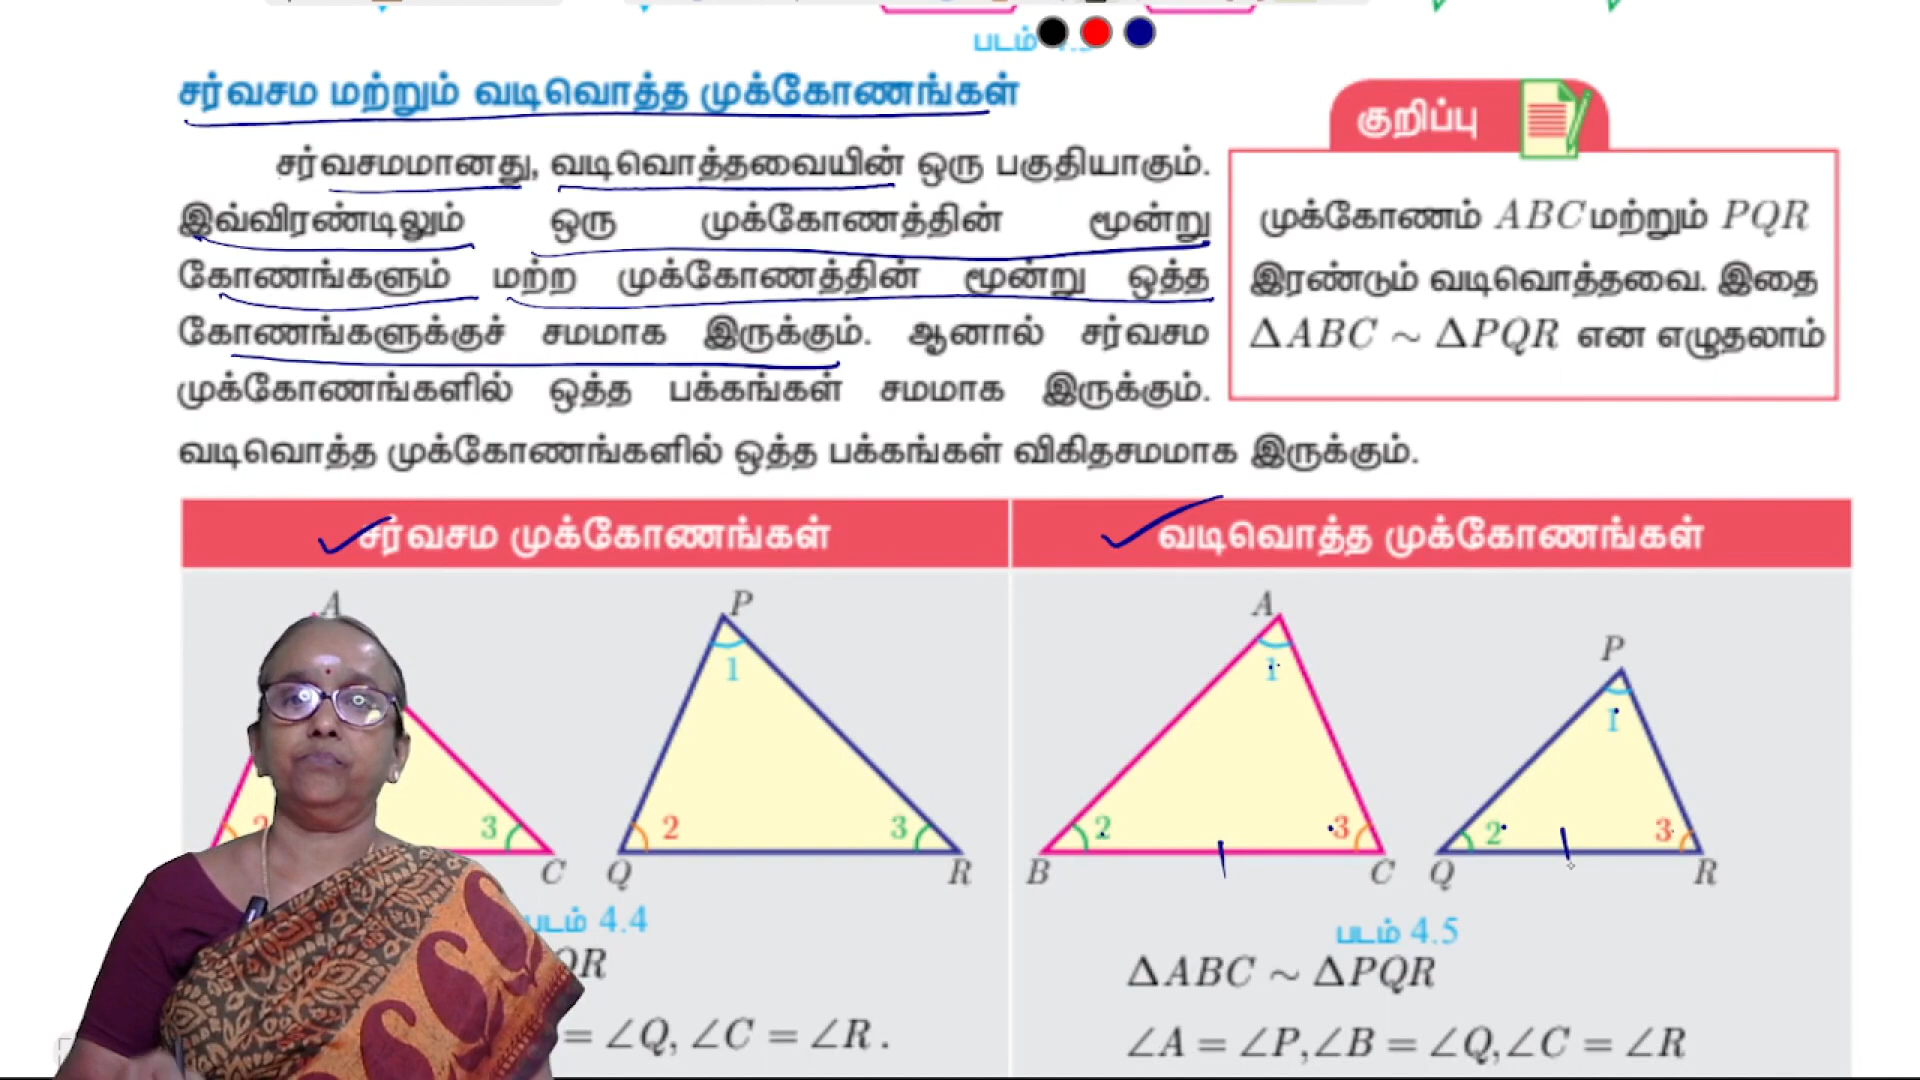 படம்
சர்வசம மற்றும் வடிவொத்த முக்கோணங்கள்
சர்வசமமானது, வடிவொத்தவையின் ஒரு பகுதியாகும்.
இவ்விரண்டிலும் ஒரு முக்கோணத்தின் மூன்று
கோணங்களும் மற்ற முக்கோணத்தின் மூன்று ஒத்த
கோணங்களுக்குச் சமமாக இருக்கும். ஆனால் சர்வசம
முக்கோணங்களில் ஒத்த பக்கங்கள் சமமாக இருக்கும்.
வடிவொத்த முக்கோணங்களில் ஒத்த பக்கங்கள் விகிதசமமாக இருக்கும்.
குறிப்பு
முக்கோணம் ABC மற்றும் PQR
இரண்டும் வடிவொத்தவை. இதை
ΔABC ~ ΔPQR என எழுதலாம்
சர்வசம முக்கோணங்கள்
A
3
C
P
1
2
3
Q
R
படம் 4.4
QR
= ∠Q, ∠C = ∠R.
வடிவொத்த முக்கோணங்கள்
A
1
2
3
B
C
P
1
2
3
Q
R
படம் 4.5
ΔABC ~ ΔPQR
∠A = ∠P, ∠B = ∠Q, ∠C = ∠R